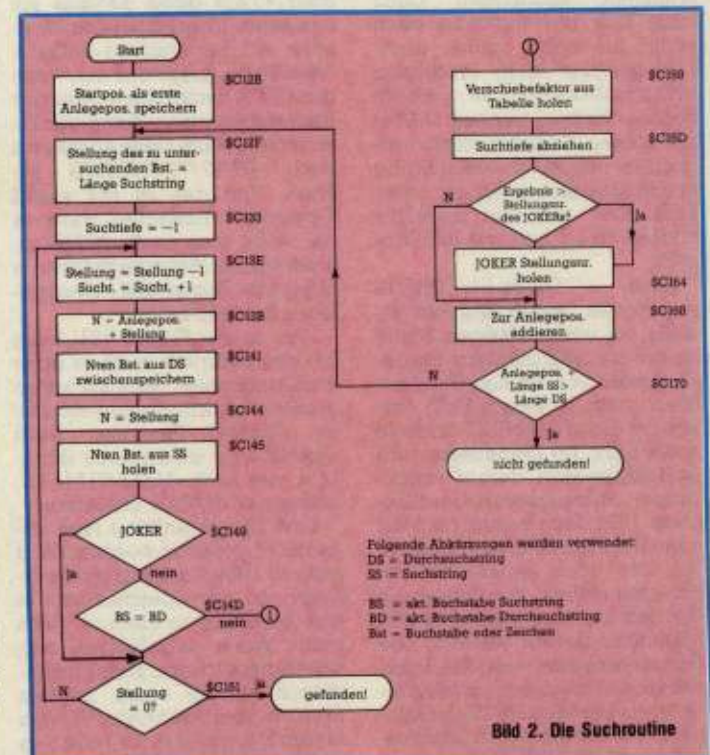 Start
Startpos. als erste
Anlegepos. speichern
$C12B
Stellung des zu unter-
suchenden Bst. =
Länge Suchstring
$C12F
Suchtiefe = —1
$C133
Stellung = Stellung —1
Sucht. = Sucht. +1
$C13E
N = Anlegepos.
+ Stellung
$C13B
Nten Bst. aus DS
zwischenspeichern
$C141
N = Stellung
$C144
Nten Bst. aus SS
holen
$C145
JOKER
$C149
ja
nein
BS = BD
$C14D
nein
1
Stellung
= 0?
N
$C151
ja
gefunden!
1
Verschiebefaktor aus
Tabelle holen
Suchtiefe abziehen
$C15D
N
Ergebnis >
Stellungsnr.
des JOKERs?
Ja
JOKER Stellungsnr.
holen
$C164
Zur Anlegepos.
addieren
$C168
N
Anlegepos. +
Länge SS >
Länge DS
$C170
Ja
nicht gefunden!
Folgende Abkürzungen werden verwendet:
DS = Durchsuchstring
SS = Suchstring
BS = akt. Buchstabe Suchstring
BD = akt. Buchstabe Durchsuchstring
Bst = Buchstabe oder Zeichen
Bild 2. Die Suchroutine